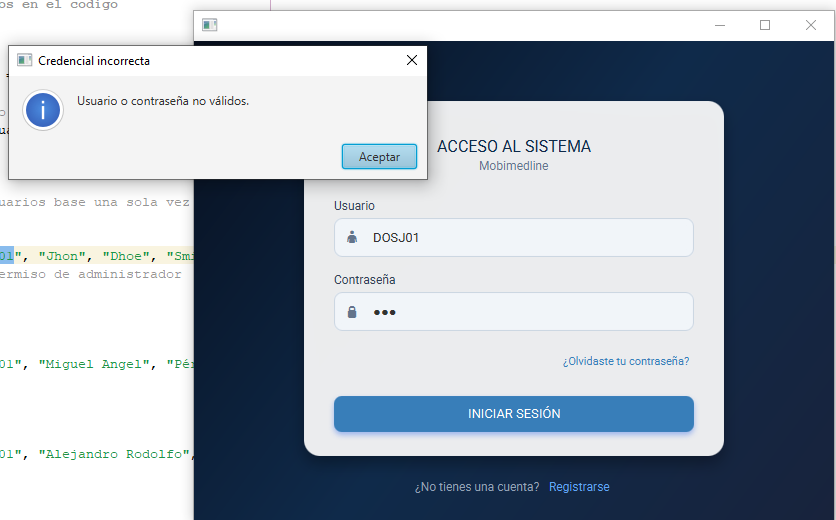 os en el codigo
Credencial incorrecta
Usuario o contraseña no válidos.
Aceptar
ACCESO AL SISTEMA
Mobimedline
uarios base una sola vez
Usuario
DOSJ01
01", "Jhon", "Dhoe", "Smi
ermiso de administrador
Contraseña
●●●
¿Olvidaste tu contraseña?
01", "Miguel Angel", "Pér
INICIAR SESIÓN
01", "Alejandro Rodolfo",
¿No tienes una cuenta? Registrarse